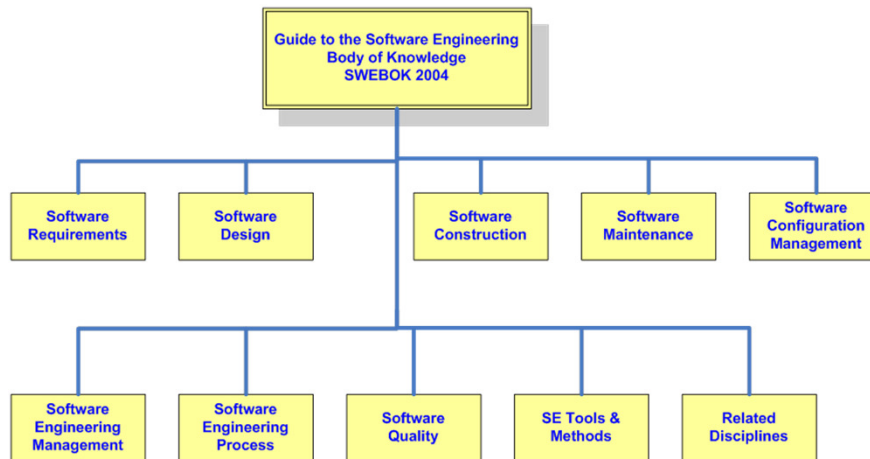 Guide to the Software Engineering
Body of Knowledge
SWEBOK 2004
Software
Requirements
Software
Design
Software
Construction
Software
Maintenance
Software
Configuration
Management
Software
Engineering
Management
Software
Engineering
Process
Software
Quality
SE Tools &
Methods
Related
Disciplines